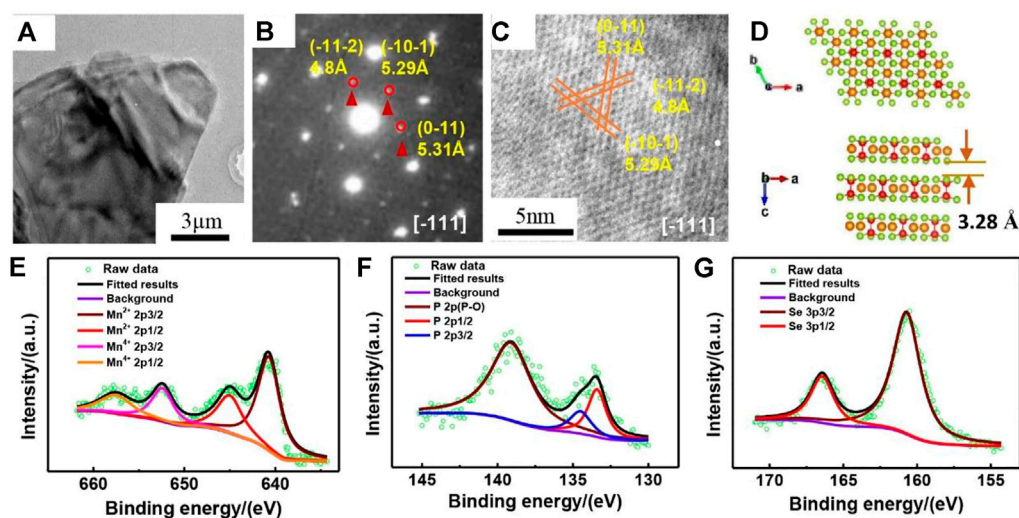 A
3μm
B
(-11-2)
4.8Å
(-10-1)
5.29Å
(0-11)
5.31Å
[-111]
C
(0-11)
5.31Å
(-11-2)
4.8Å
(-10-1)
5.29Å
5nm
[-111]
D
b
c
a
b
a
c
3.28 Å
E
Raw data
Fitted results
Background
Mn²⁺ 2p3/2
Mn²⁺ 2p1/2
Mn⁴⁺ 2p3/2
Mn⁴⁺ 2p1/2
Intensity/(a.u.)
660
650
640
Binding energy/(eV)
F
Raw data
Fitted results
Background
P 2p(P-O)
P 2p1/2
P 2p3/2
Intensity/(a.u.)
145
140
135
130
Binding energy/(eV)
G
Raw data
Fitted results
Background
Se 3p3/2
Se 3p1/2
Intensity/(a.u.)
170
165
160
155
Binding energy/(eV)